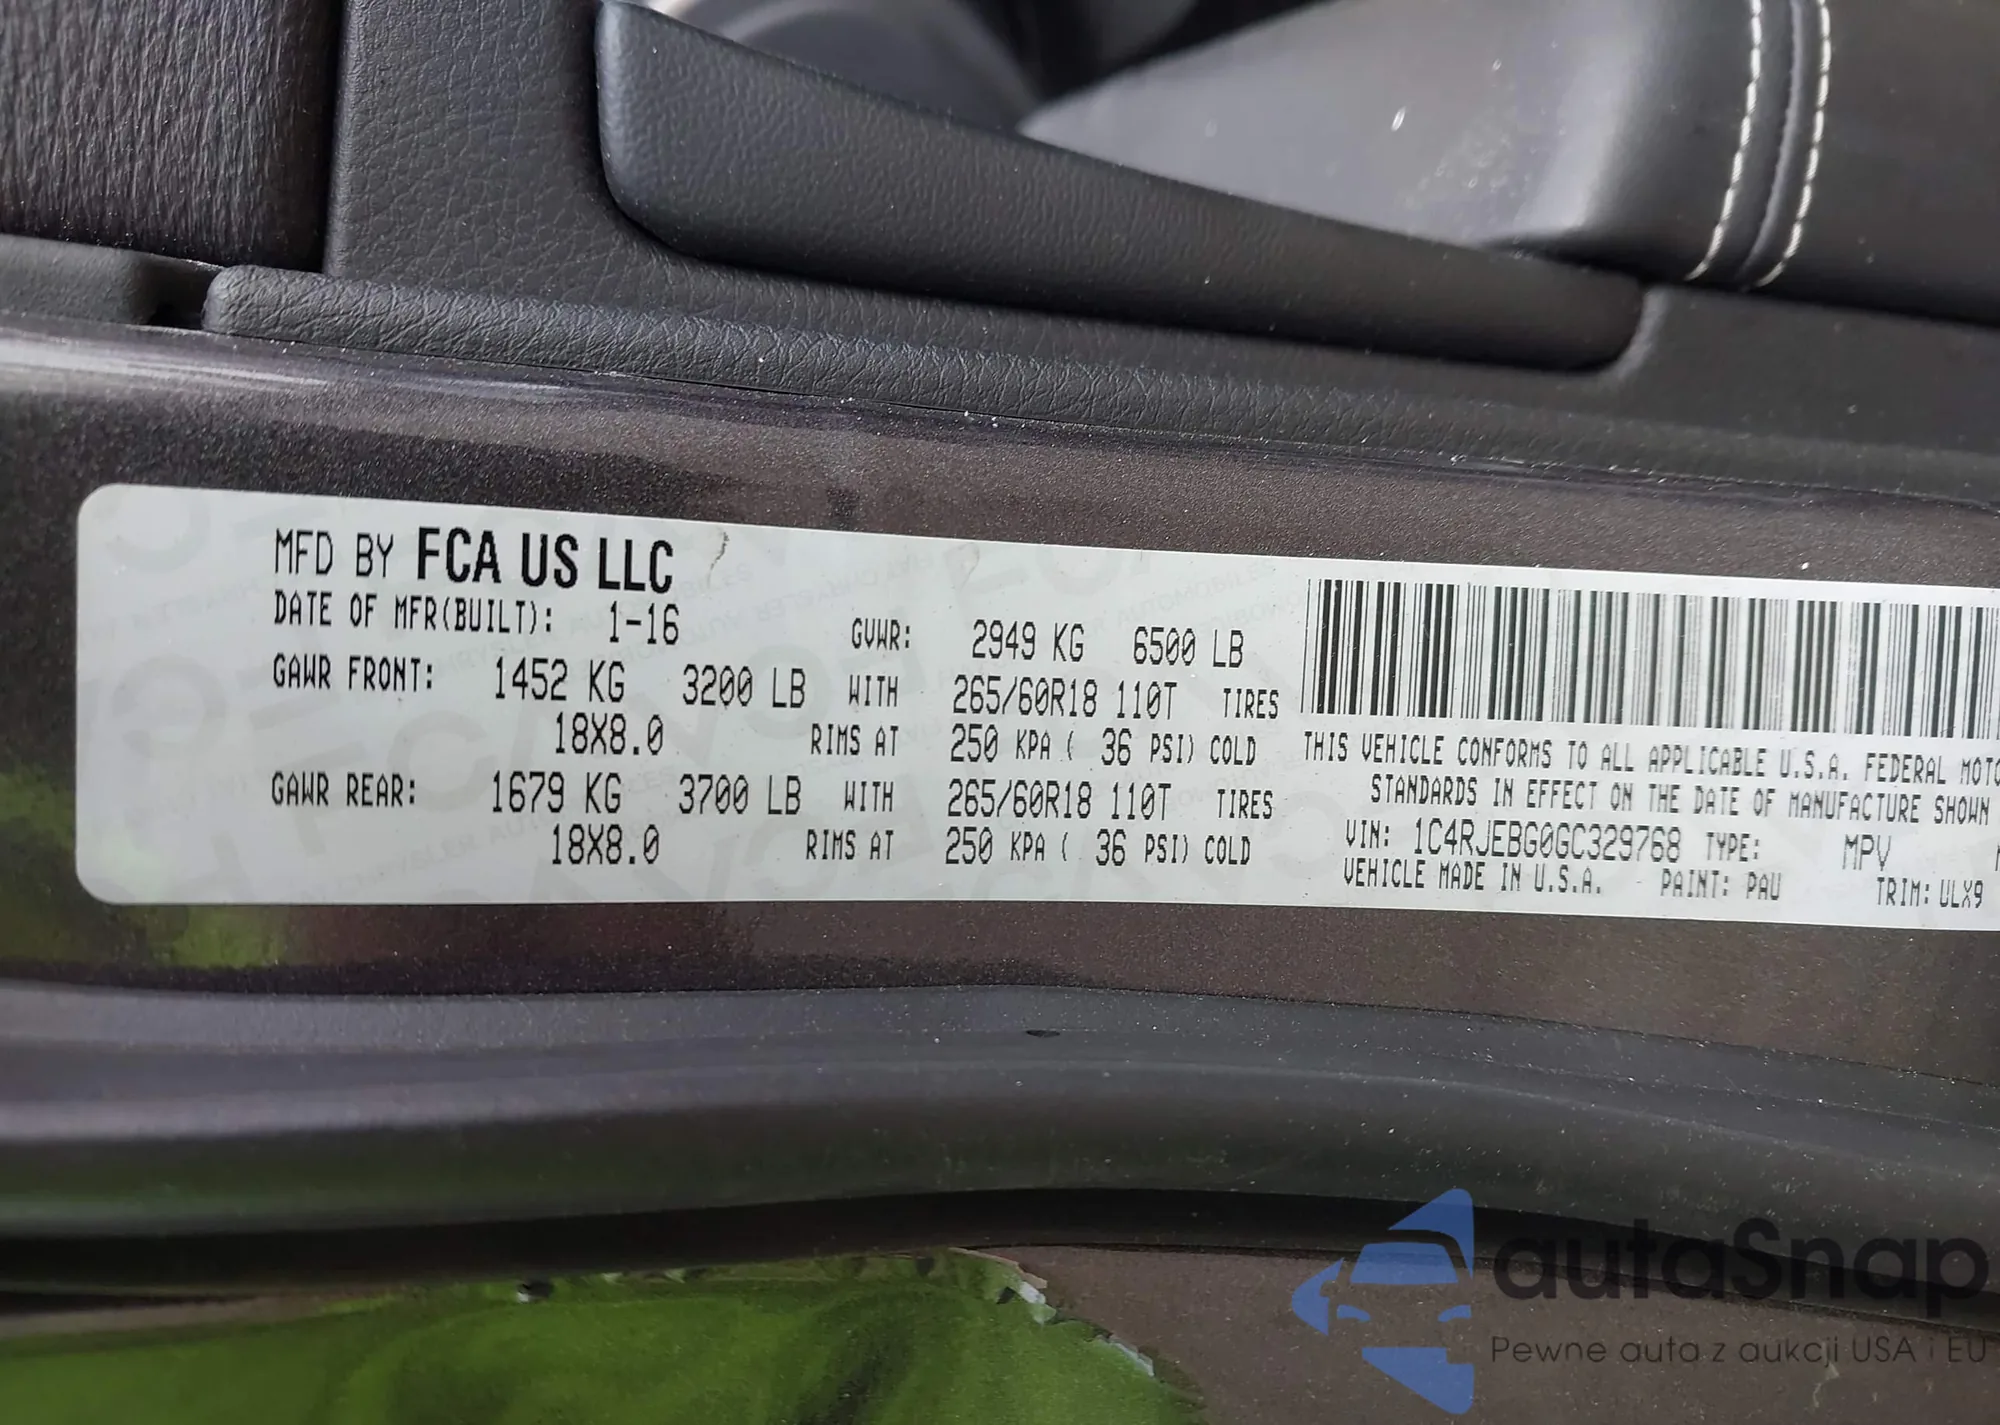 MFD BY FCA US LLC
DATE OF MFR(BUILT): 1-16 GVWR: 2949 KG 6500 LB
GAWR FRONT: 1452 KG 3200 LB WITH 265/60R18 110T TIRES
18X8.0 RIMS AT 250 KPA ( 36 PSI) COLD
GAWR REAR: 1679 KG 3700 LB WITH 265/60R18 110T TIRES
18X8.0 RIMS AT 250 KPA ( 36 PSI) COLD
THIS VEHICLE CONFORMS TO ALL APPLICABLE U.S.A. FEDERAL MOTO
STANDARDS IN EFFECT ON THE DATE OF MANUFACTURE SHOWN
VIN: 1C4RJEBG0GC329768 TYPE: MPV
VEHICLE MADE IN U.S.A. PAINT: PAU TRIM: ULX9
autaSnap
Pewne auta z aukcji USA i EU